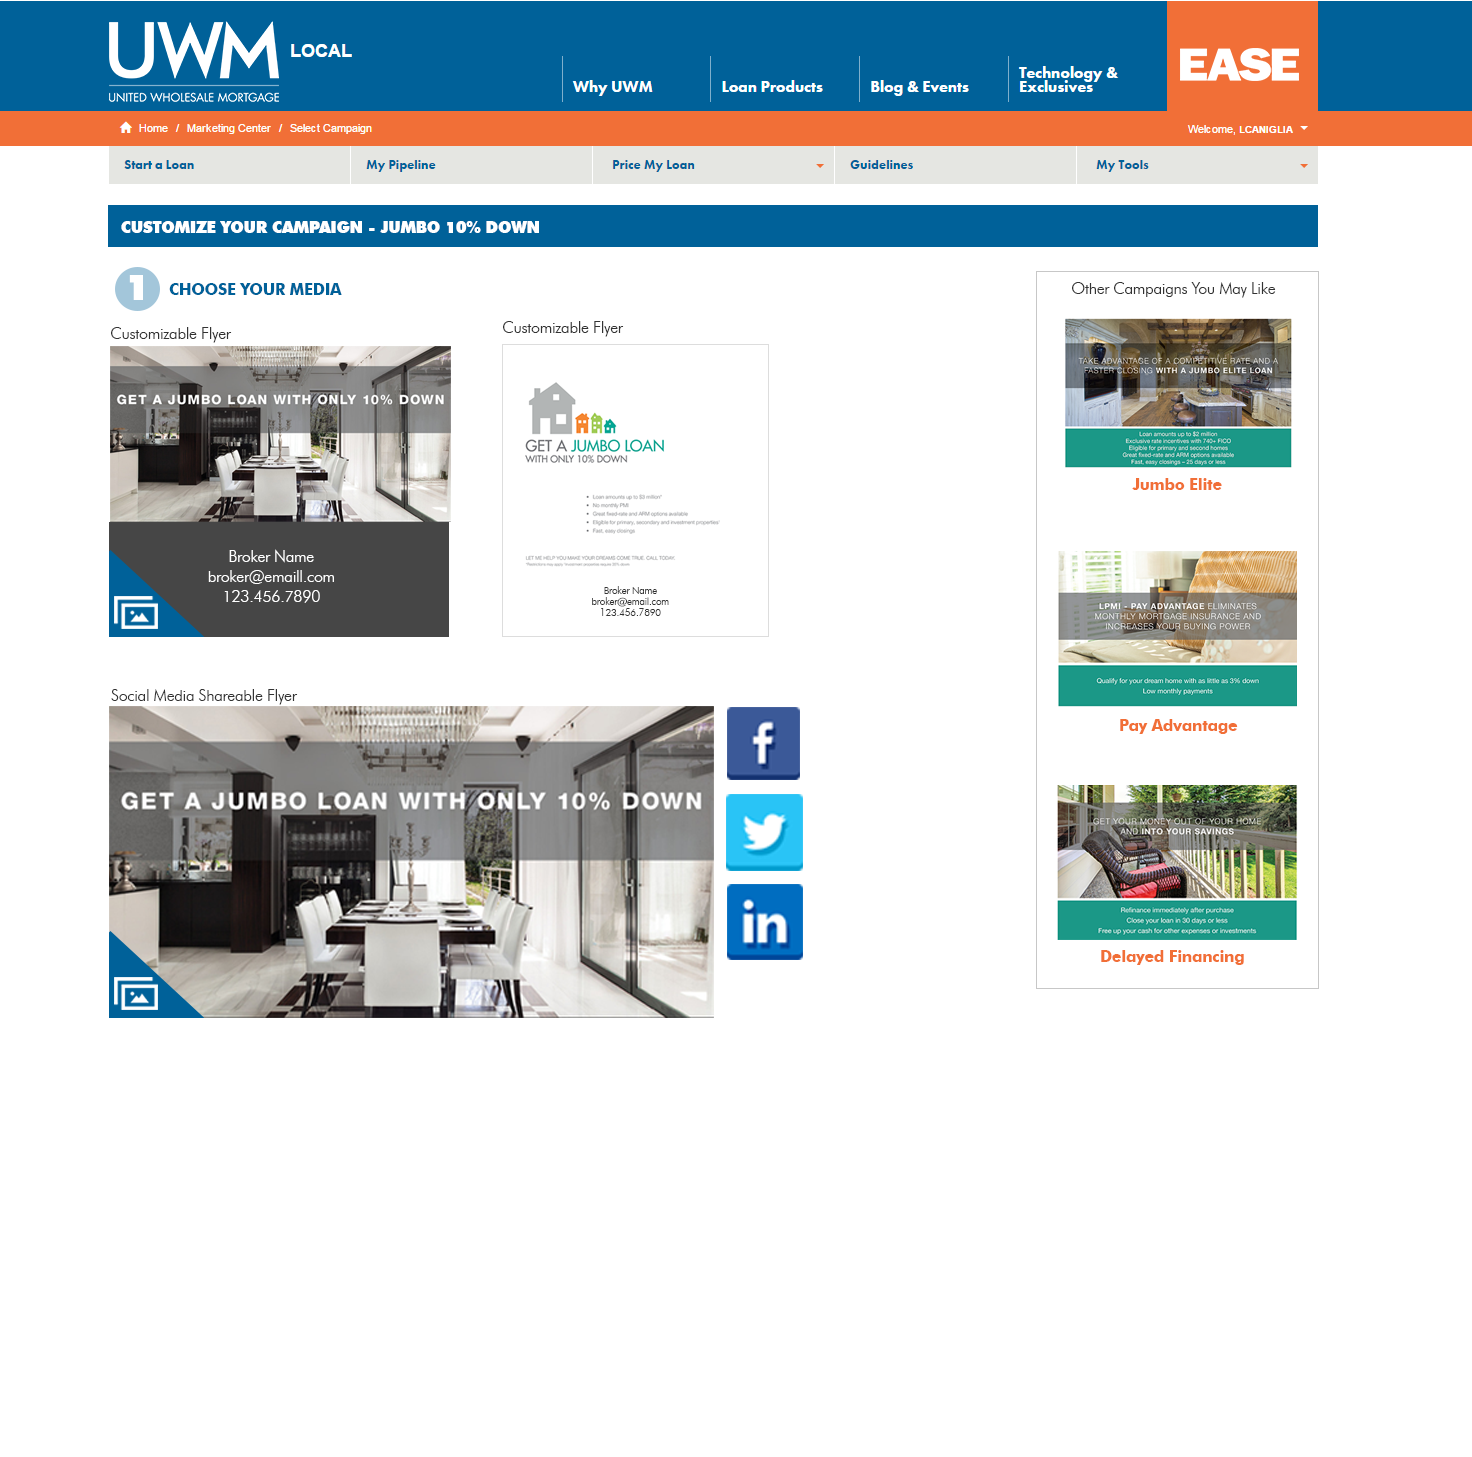 UWM LOCAL
UNITED WHOLESALE MORTGAGE
Why UWM
Loan Products
Blog & Events
Technology &
Exclusives
EASE
Home / Marketing Center / Select Campaign
Welcome, LCANIGLIA
Start a Loan
My Pipeline
Price My Loan
Guidelines
My Tools
CUSTOMIZE YOUR CAMPAIGN - JUMBO 10% DOWN
1 CHOOSE YOUR MEDIA
Customizable Flyer
GET A JUMBO LOAN WITH ONLY 10% DOWN
Broker Name
broker@emaill.com
123.456.7890
Customizable Flyer
GET A JUMBO LOAN
WITH ONLY 10% DOWN
• Loan amounts up to $3 million*
• No monthly PMI
• Great fixed-rate and ARM options available
• Eligible for primary, secondary and investment properties*
• Fast, easy closings
LET ME HELP YOU MAKE YOUR DREAMS COME TRUE. CALL TODAY.
*Restrictions may apply. *Investment properties require 30% down
Broker Name
broker@email.com
123.456.7890
Social Media Shareable Flyer
GET A JUMBO LOAN WITH ONLY 10% DOWN
f
in
Other Campaigns You May Like
TAKE ADVANTAGE OF A COMPETITIVE RATE AND A
FASTER CLOSING WITH A JUMBO ELITE LOAN
Loan amounts up to $2 million
Exclusive rate incentives with 740+ FICO
Eligible for primary and second homes
Great fixed-rate and ARM options available
Fast, easy closings – 25 days or less
Jumbo Elite
LPMI - PAY ADVANTAGE ELIMINATES
MONTHLY MORTGAGE INSURANCE AND
INCREASES YOUR BUYING POWER
Qualify for your dream home with as little as 3% down
Low monthly payments
Pay Advantage
GET YOUR MONEY OUT OF YOUR HOME
AND INTO YOUR SAVINGS
Refinance immediately after purchase
Close your loan in 30 days or less
Free up your cash for other expenses or investments
Delayed Financing